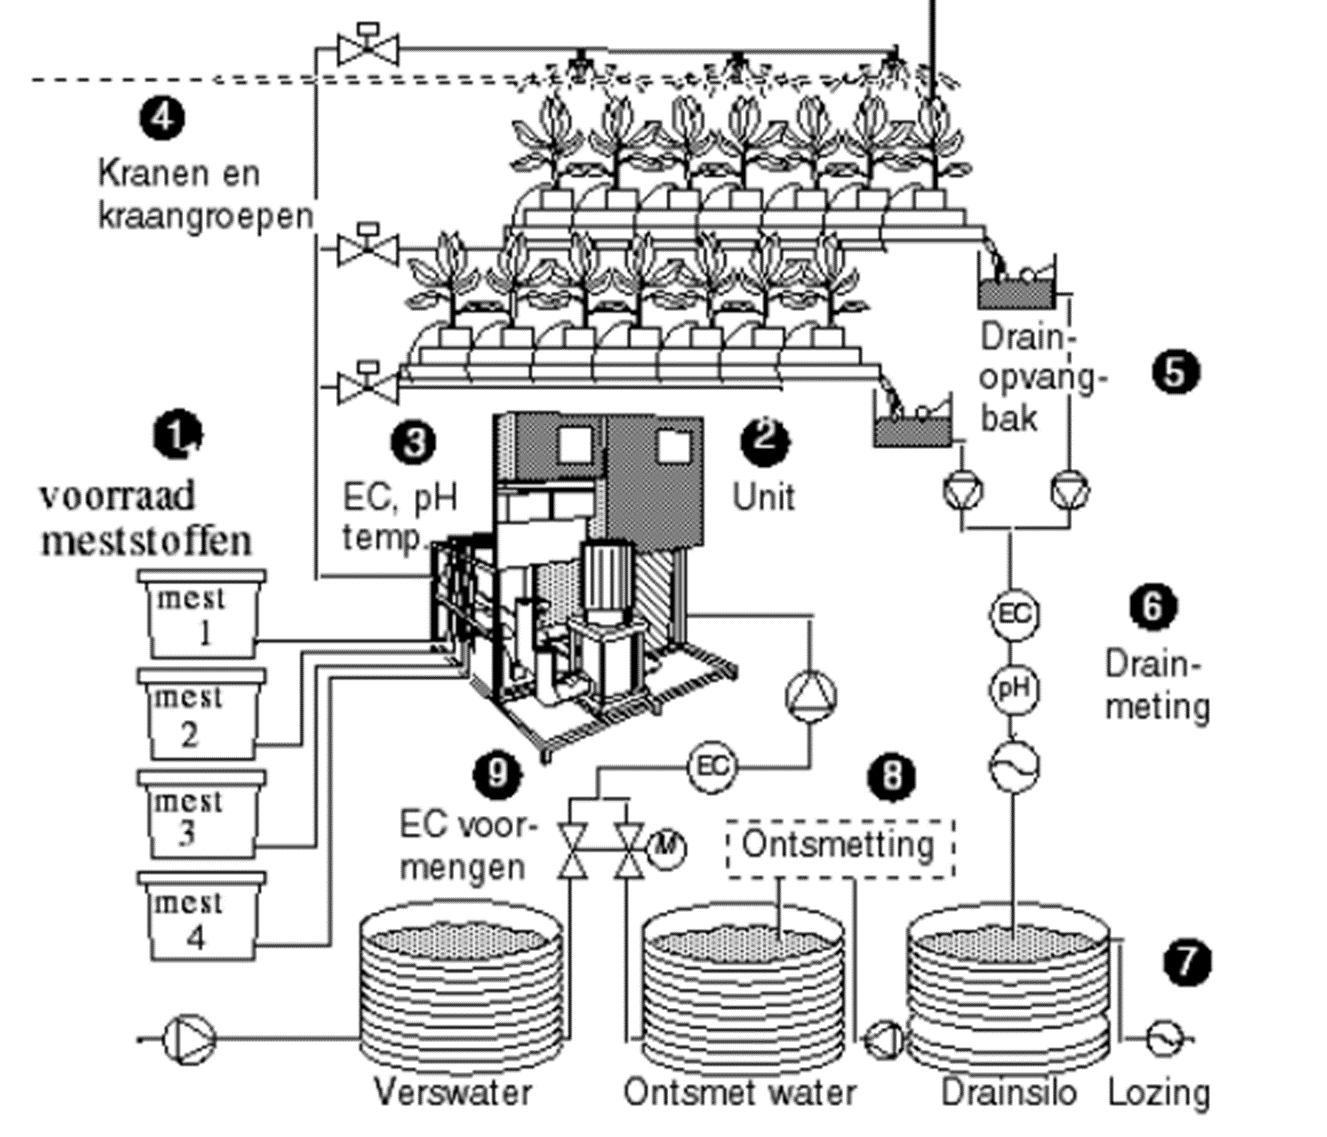 4
Kranen en
kraangroepen
Drain-
opvang-
bak
5
1
voorraad
meststoffen
3
EC, pH
temp.
2
Unit
mest
1
mest
2
mest
3
mest
4
EC
pH
6
Drain-
meting
9
EC voor-
mengen
EC
M
8
Ontsmetting
7
Verswater
Ontsmet water
Drainsilo
Lozing